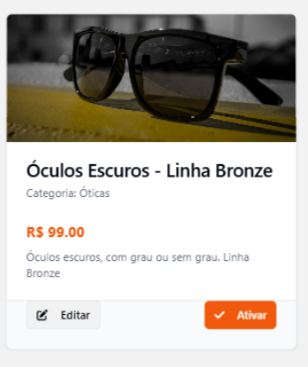 Óculos Escuros - Linha Bronze
Categoria: Óticas
R$ 99.00
Óculos escuros, com grau ou sem grau. Linha
Bronze
Editar
Ativar